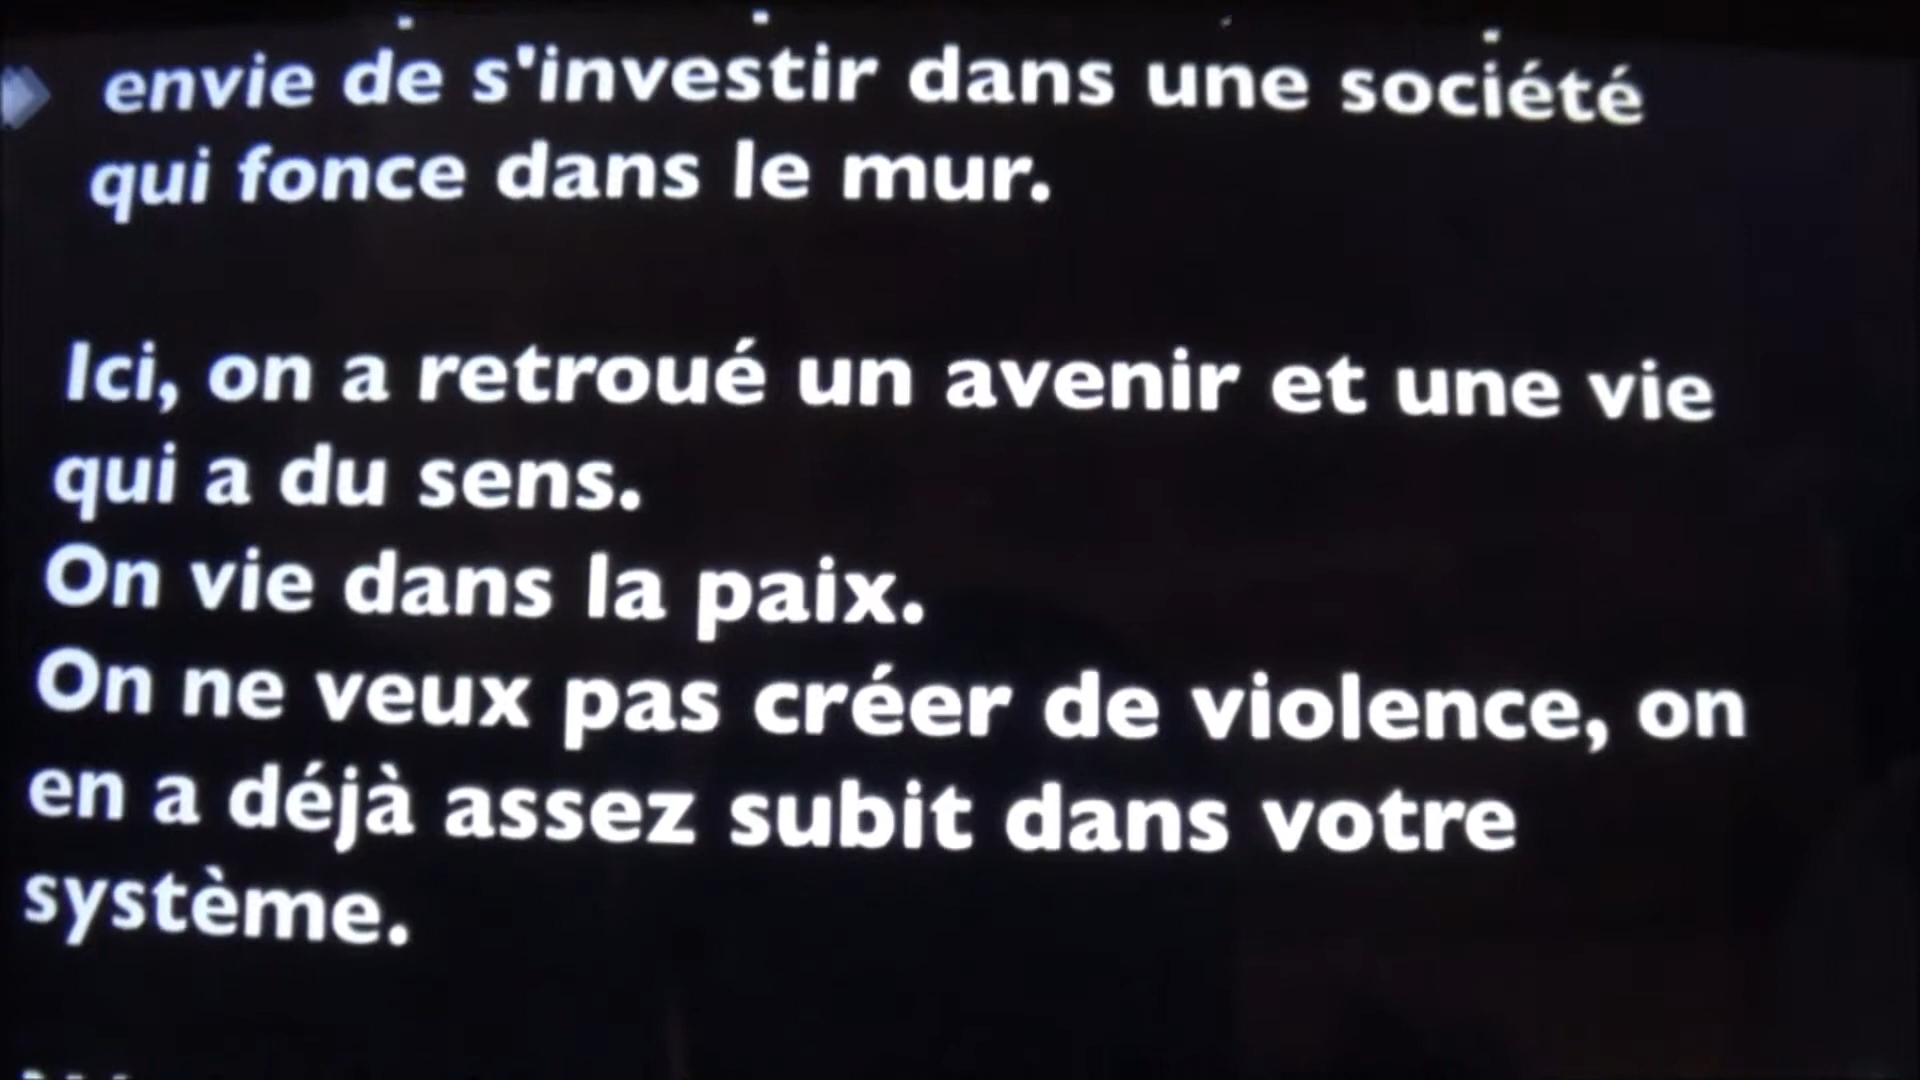 envie de s'investir dans une société
qui fonce dans le mur.
Ici, on a retroué un avenir et une vie
qui a du sens.
On vie dans la paix.
On ne veux pas créer de violence, on
en a déjà assez subit dans votre
système.